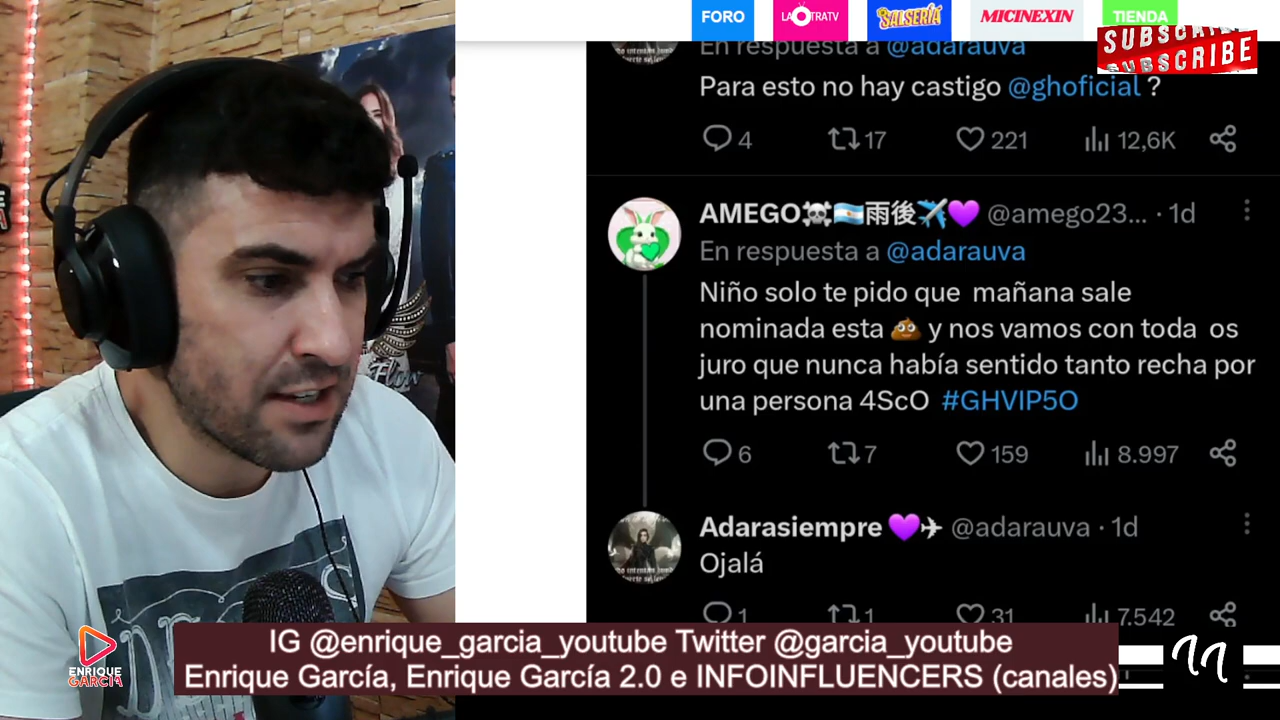 FORO
LA OTRATV
SALSERÍA
MICINEXIN
TIENDA
SUBSCRIBE
SUBSCRIBE
En respuesta a @adarauva
Para esto no hay castigo @ghoficial ?
4 17 221 12,6K
AMEGO☠️🇦🇷雨後✈️💜 @amego23... · 1d
En respuesta a @adarauva
Niño solo te pido que mañana sale
nominada esta 💩 y nos vamos con toda os
juro que nunca había sentido tanto recha por
una persona 4ScO #GHVIP5O
6 7 159 8.997
Adarasiempre 💜✈ @adarauva · 1d
Ojalá
1 1 31 7.542
IG @enrique_garcia_youtube Twitter @garcia_youtube
Enrique García, Enrique García 2.0 e INFOINFLUENCERS (canales)
ENRIQUE
GARCÍA
Flow